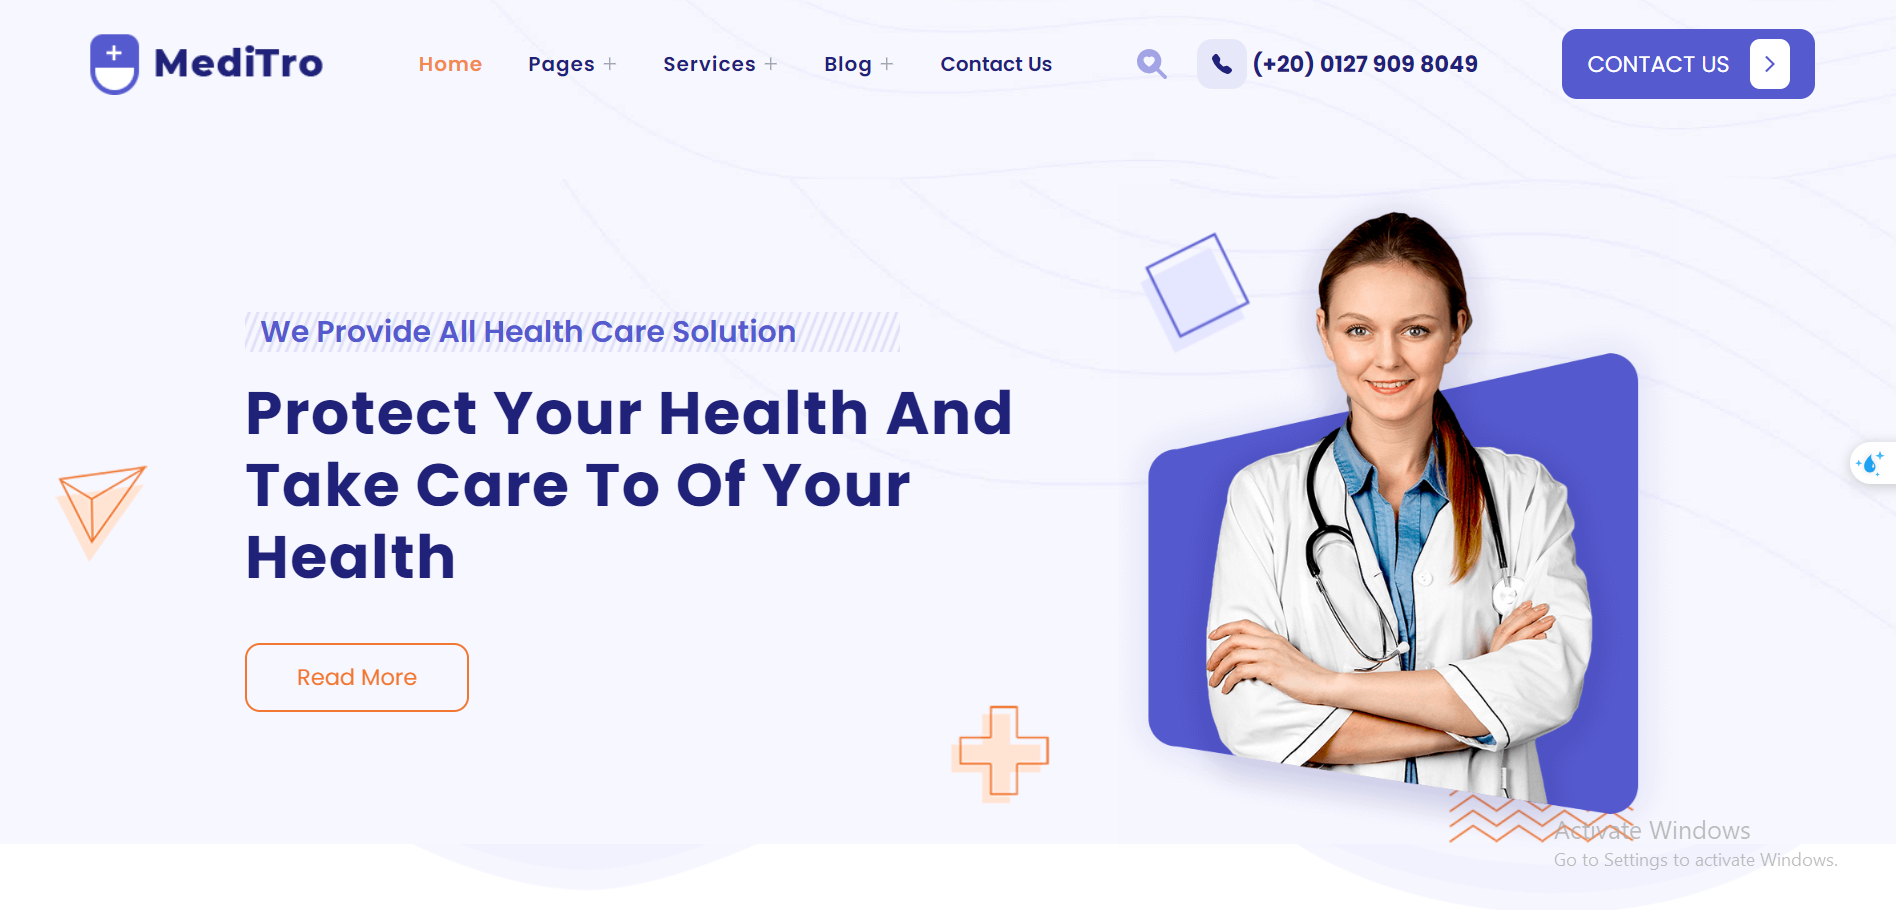 MediTro
Home Pages + Services + Blog + Contact Us
(+20) 0127 909 8049
CONTACT US
We Provide All Health Care Solution
Protect Your Health And
Take Care To Of Your
Health
Read More
Activate Windows
Go to Settings to activate Windows.